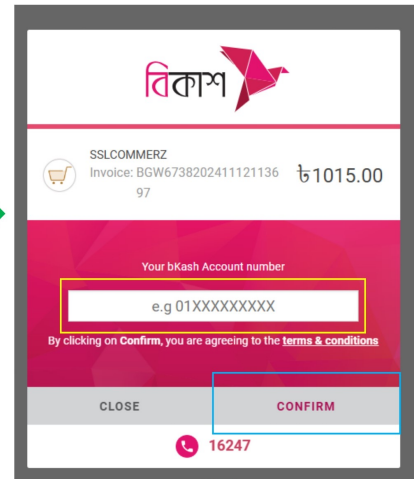 বিকাশ
SSLCOMMERZ
Invoice: BGW6738202411121136
97
৳1015.00
Your bKash Account number
e.g 01XXXXXXXXX
By clicking on Confirm, you are agreeing to the terms & conditions
CLOSE
CONFIRM
16247